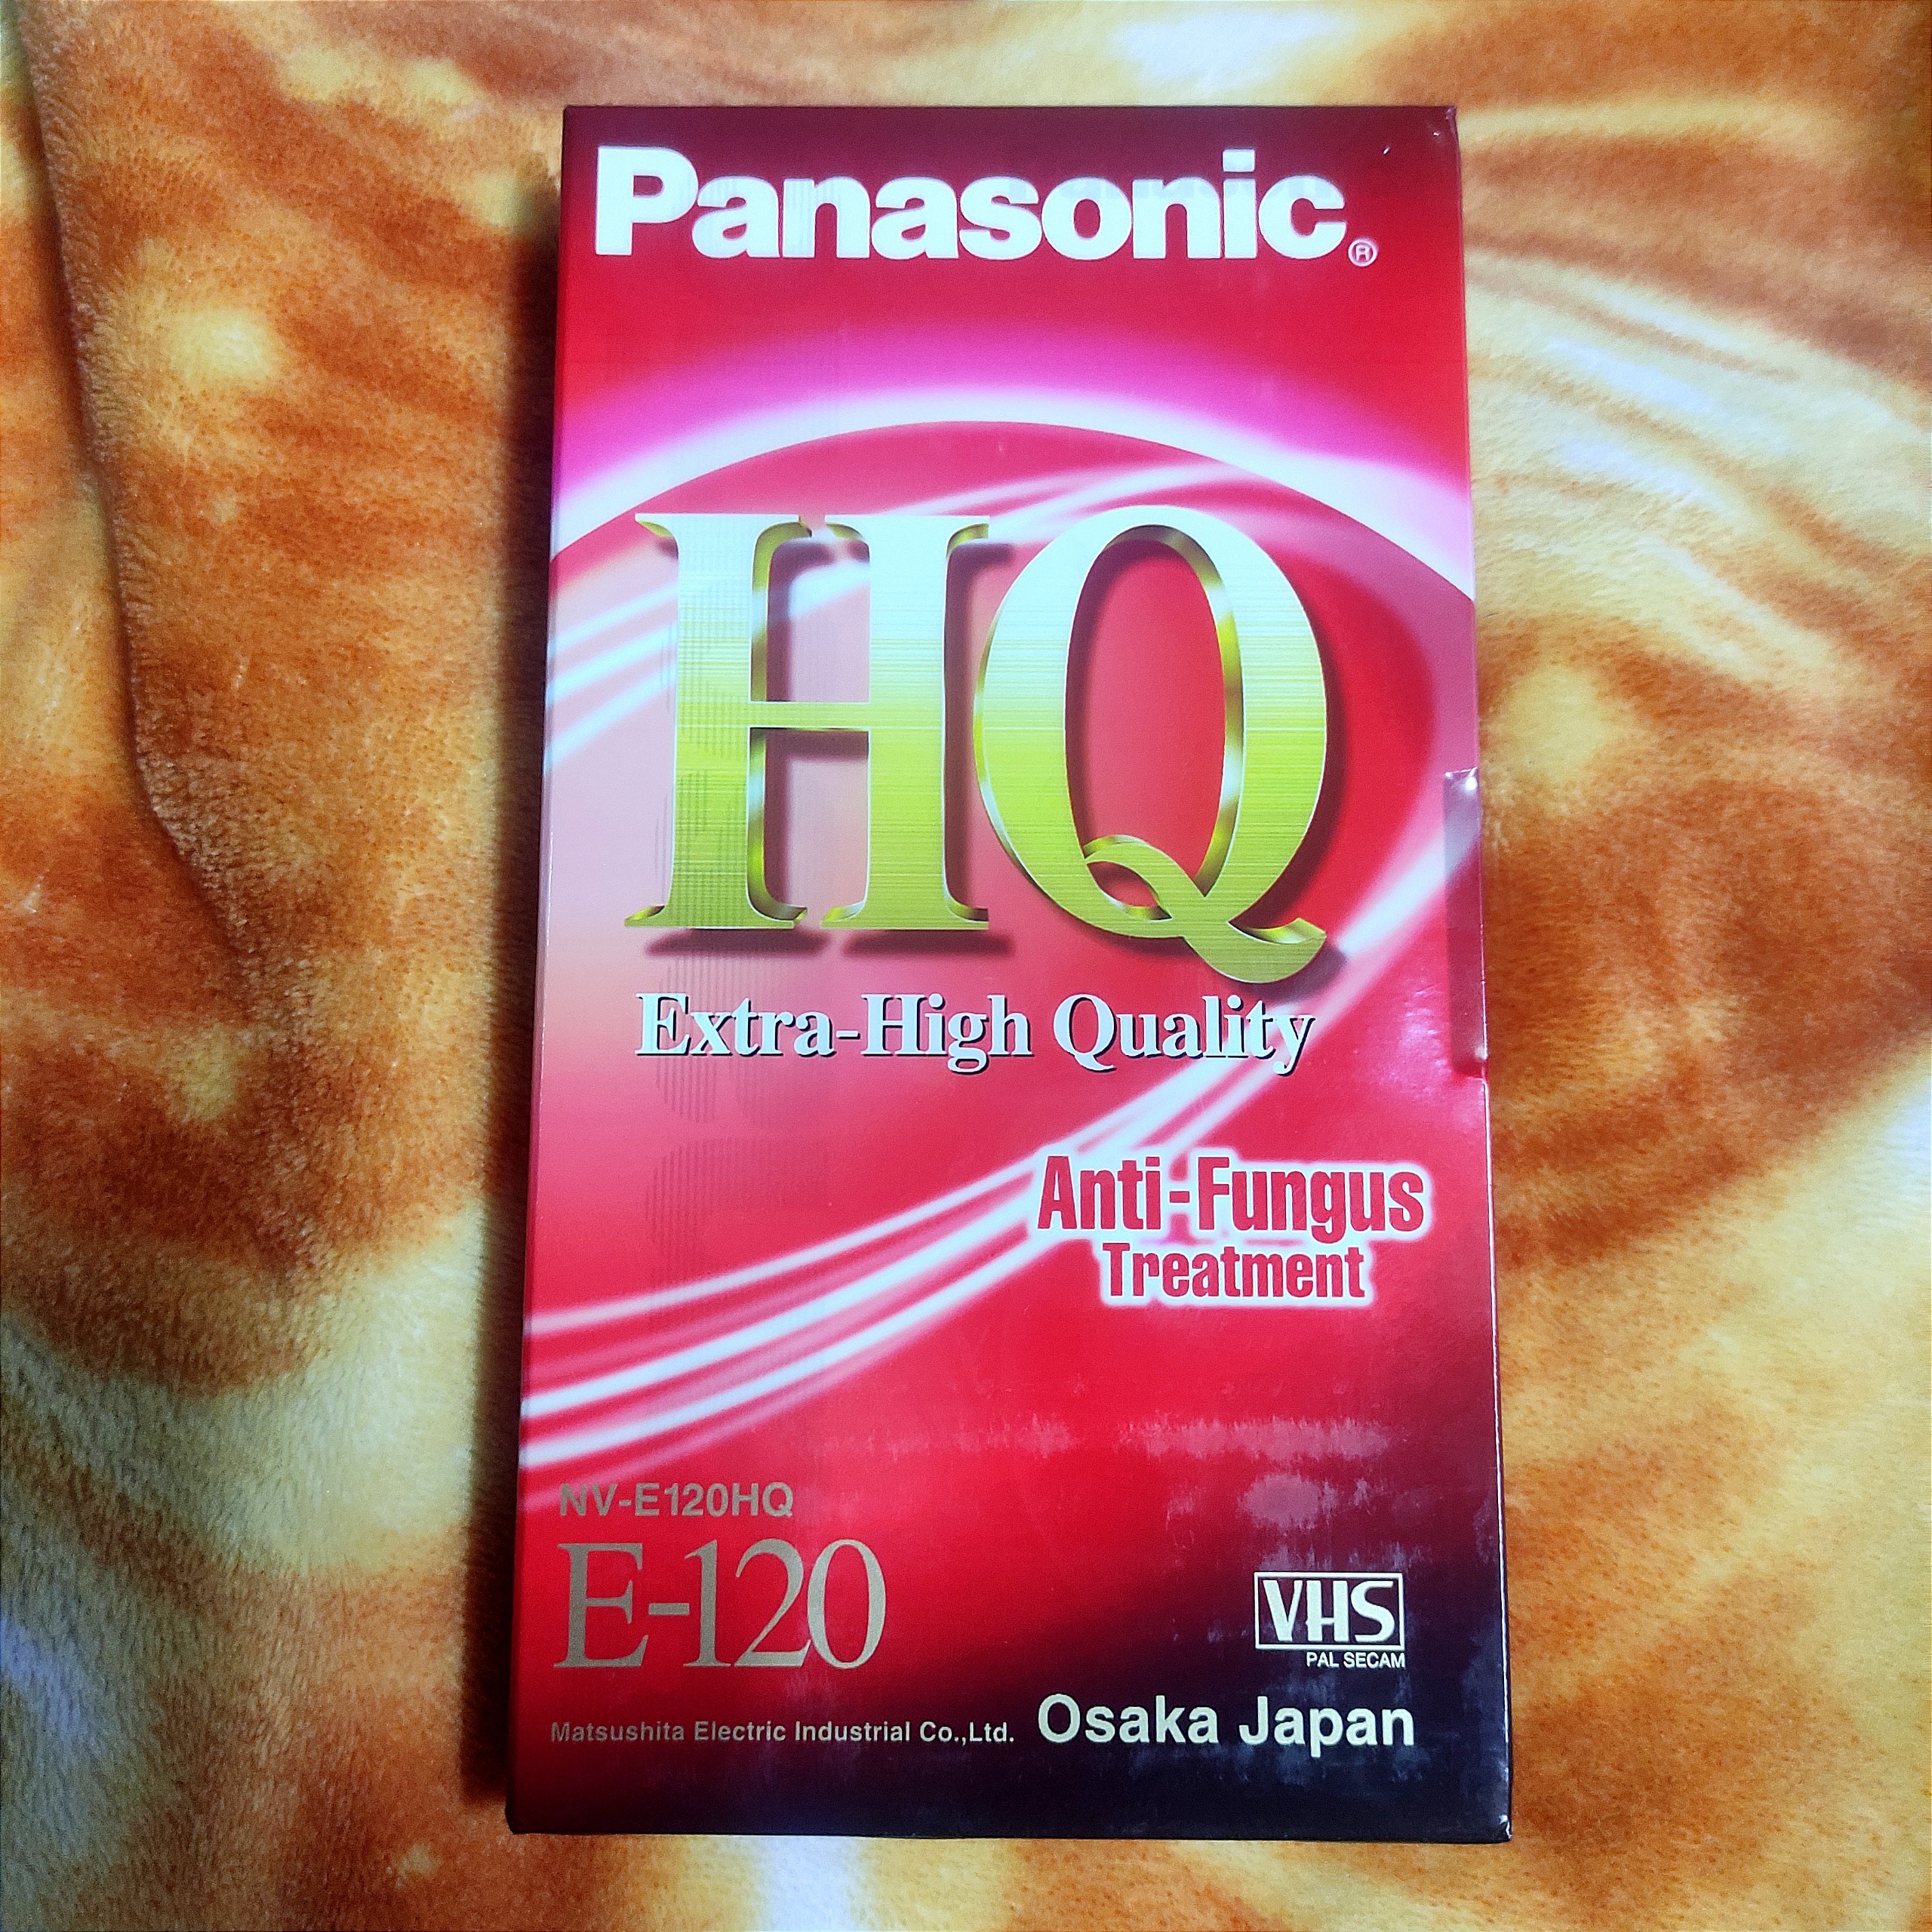 Panasonic®
HQ
Extra-High Quality
Anti-Fungus
Treatment
NV-E120HQ
E-120
VHS
PAL SECAM
Matsushita Electric Industrial Co.,Ltd. Osaka Japan